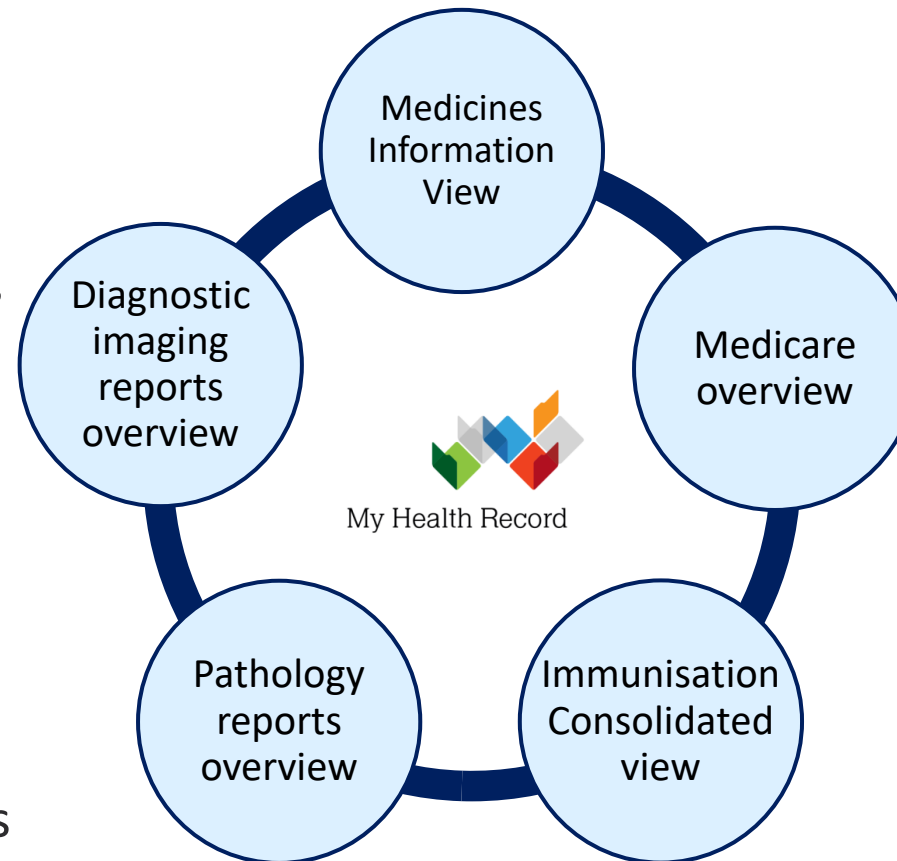 Medicines
Information
View
Diagnostic
imaging
reports
overview
Medicare
overview
My Health Record
Pathology
reports
overview
Immunisation
Consolidated
view
s